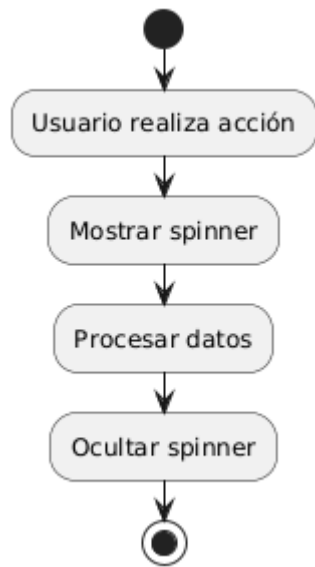 Usuario realiza acción
Mostrar spinner
Procesar datos
Ocultar spinner